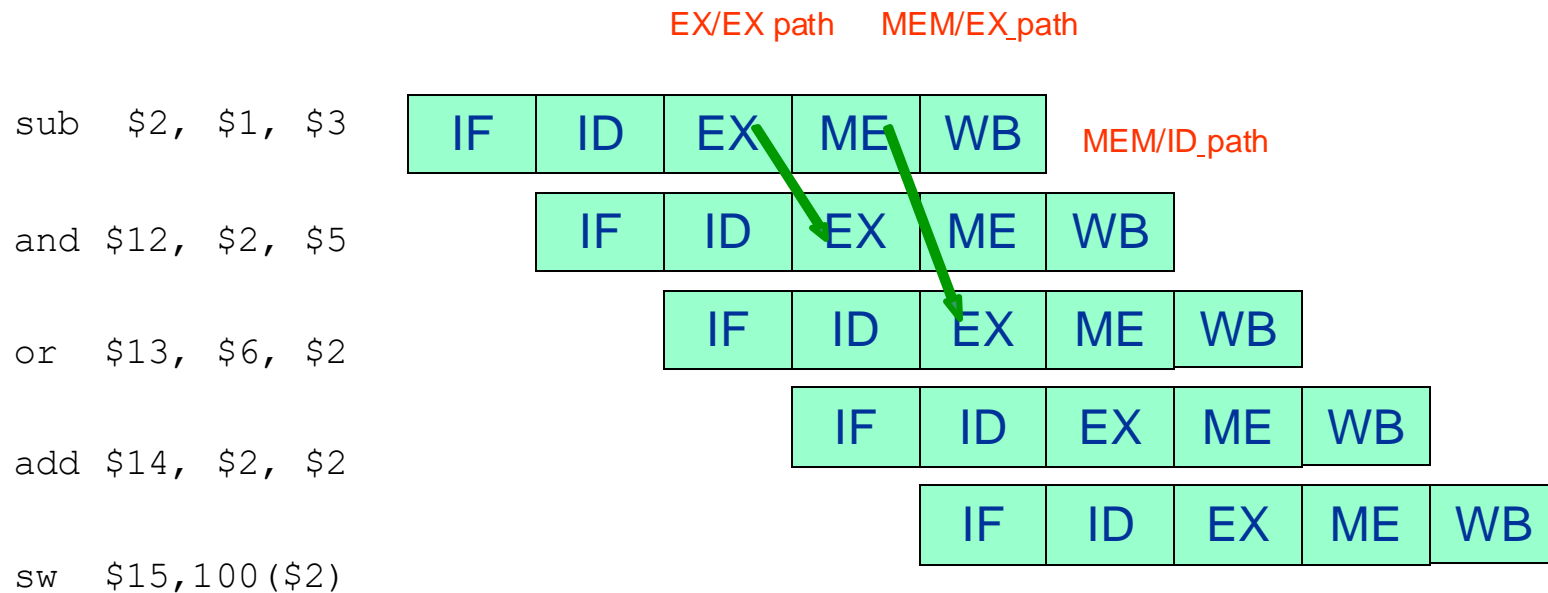 EX/EX path MEM/EX_path
sub $2, $1, $3 IF ID EX ME WB MEM/ID_path
and $12, $2, $5 IF ID EX ME WB
or $13, $6, $2 IF ID EX ME WB
add $14, $2, $2 IF ID EX ME WB
sw $15,100($2) IF ID EX ME WB